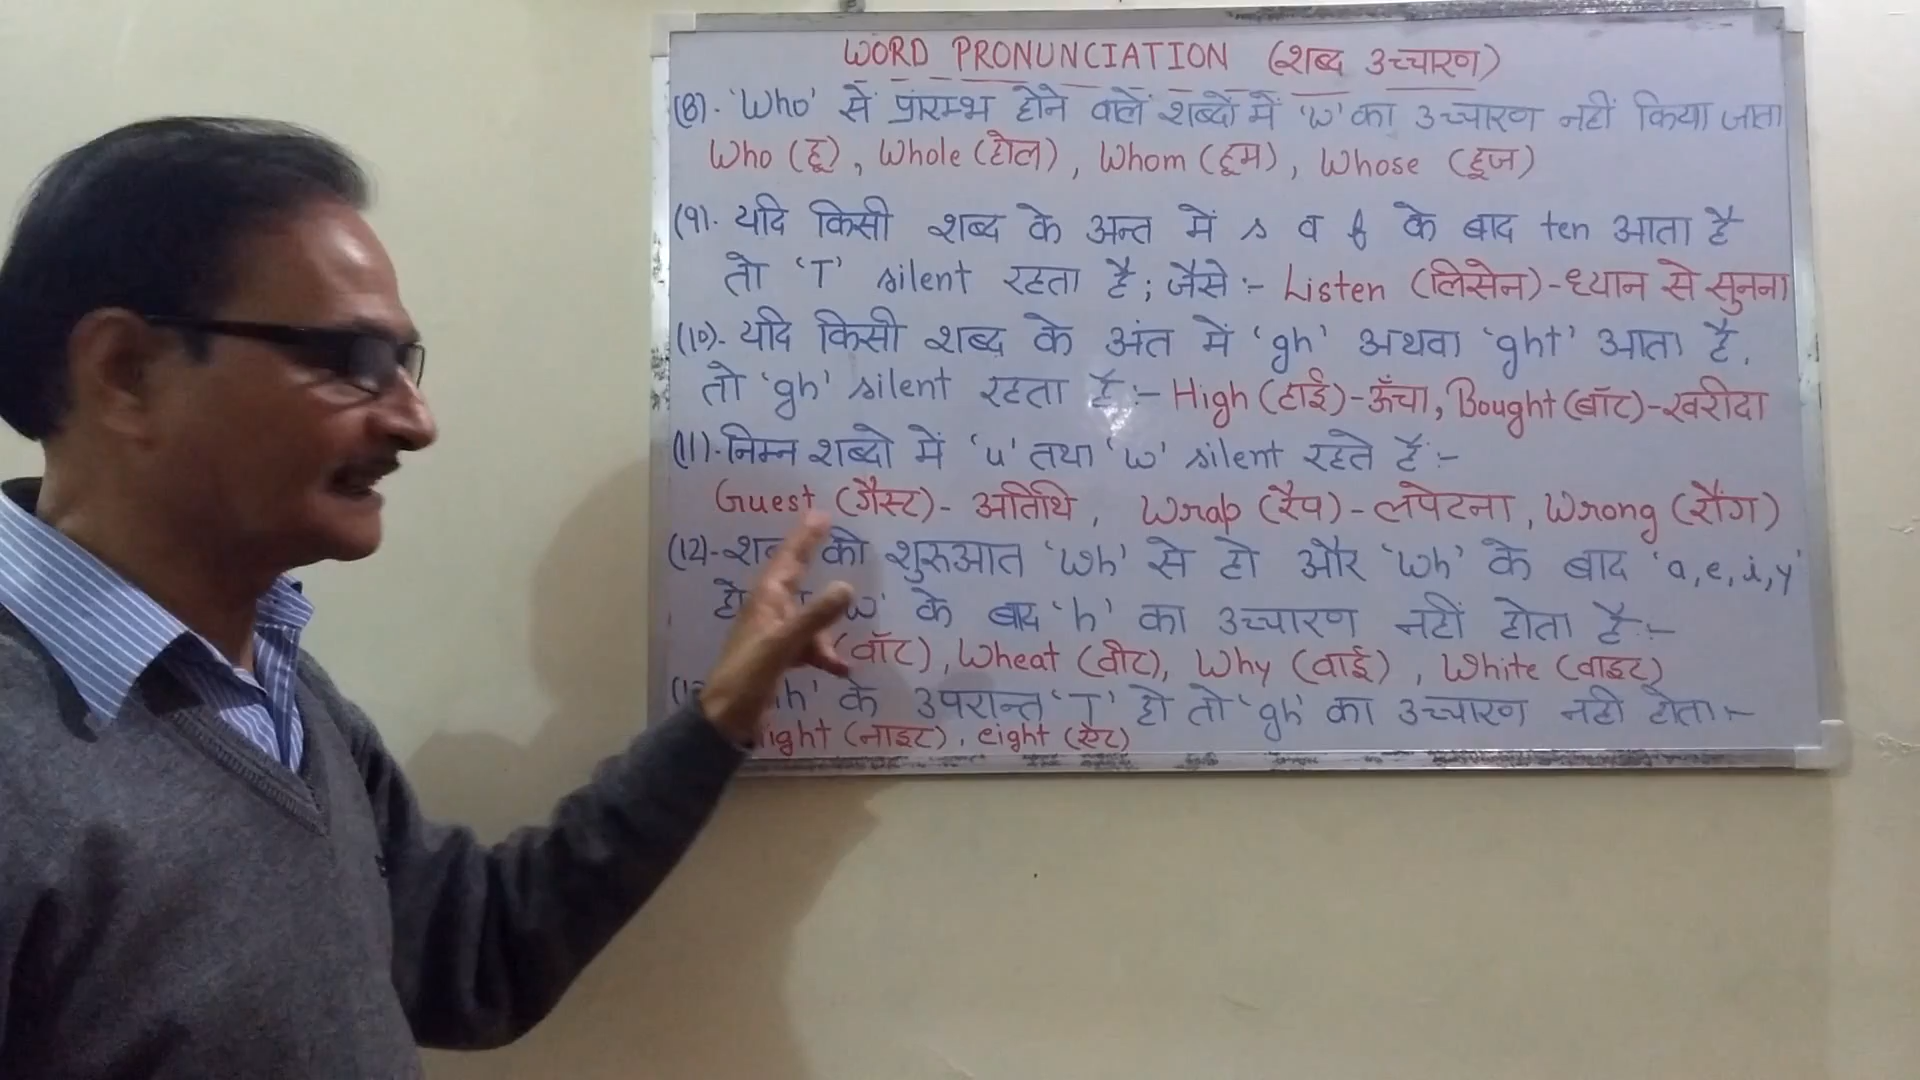 WORD PRONUNCIATION (शब्द उच्चारण)
(8). 'Who' से प्रारम्भ होने वाले शब्दों में 'w' का उच्चारण नहीं किया जाता
Who (हू), Whole (होल), Whom (हूम), Whose (हूज)
(9). यदि किसी शब्द के अन्त में s व f के बाद ten आता है
तो 'T' silent रहता है; जैसे:- Listen (लिसेन)-ध्यान से सुनना
(10)- यदि किसी शब्द के अंत में 'gh' अथवा 'ght' आता है,
तो 'gh' silent रहता है:- High (हाई)-ऊँचा, Bought (बॉट)-खरीदा
(11)-निम्न शब्दो में 'u' तथा 'w' silent रहते हैं:-
Guest (गैस्ट)- अतिथि, Wrap (रैप)-लपेटना, Wrong (रौंग)
(12)- की शुरुआत 'Wh' से हो और 'Wh' के बाद 'a, e, i, y'
'w' के बाद 'h' का उच्चारण नहीं होता है:-
(वॉट), Wheat (वीट), Why (वाई), White (वाइट)
के उपरान्त 'T' हो तो 'gh' का उच्चारण नहीं होता:-
(नाइट), eight (ऐट)